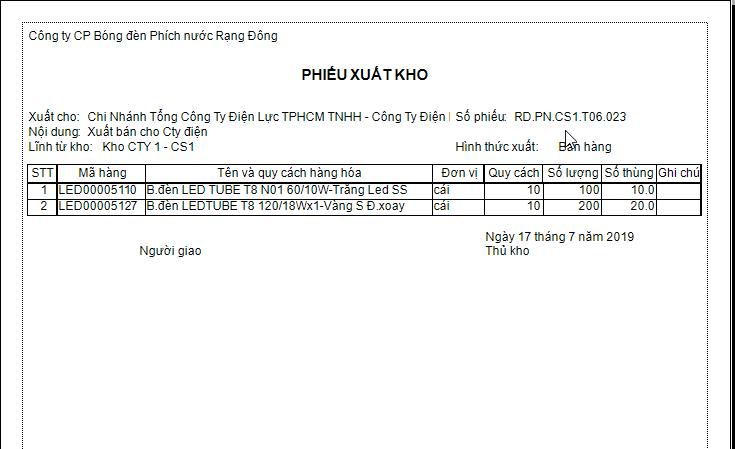 Công ty CP Bóng đèn Phích nước Rạng Đông
PHIẾU XUẤT KHO
Xuất cho: Chi Nhánh Tổng Công Ty Điện Lực TPHCM TNHH - Công Ty Điện Số phiếu: RD.PN.CS1.T06.023
Nội dung: Xuất bán cho Cty điện
Lĩnh từ kho: Kho CTY 1 - CS1 Hình thức xuất: Bán hàng
STT Mã hàng Tên và quy cách hàng hóa Đơn vị Quy cách Số lượng Số thùng Ghi chú
1 LED00005110 B.đèn LED TUBE T8 N01 60/10W-Trắng Led SS cái 10 100 10.0
2 LED00005127 B.đèn LEDTUBE T8 120/18Wx1-Vàng S Đ.xoay cái 10 200 20.0
Ngày 17 tháng 7 năm 2019
Người giao Thủ kho